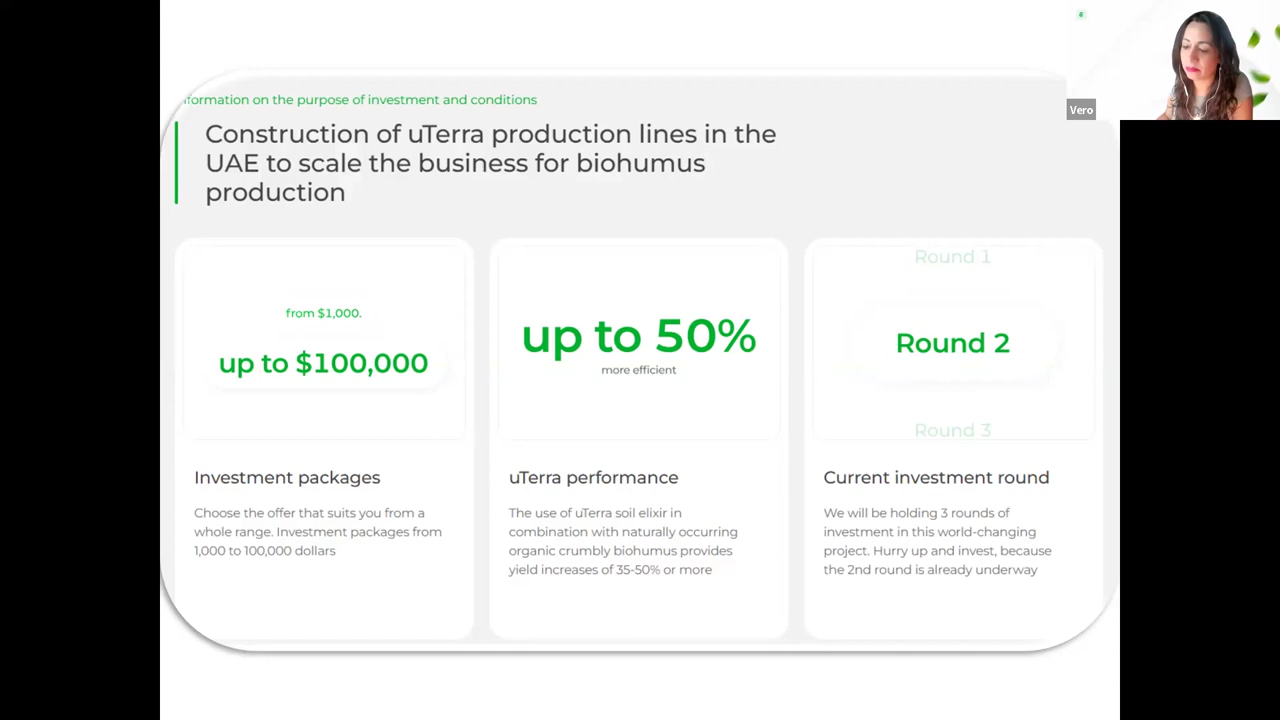 formation on the purpose of investment and conditions
Construction of uTerra production lines in the
UAE to scale the business for biohumus
production
from $1,000.
up to $100,000
Investment packages
Choose the offer that suits you from a
whole range. Investment packages from
1,000 to 100,000 dollars
up to 50%
more efficient
uTerra performance
The use of uTerra soil elixir in
combination with naturally occurring
organic crumbly biohumus provides
yield increases of 35-50% or more
Round 1
Round 2
Round 3
Current investment round
We will be holding 3 rounds of
investment in this world-changing
project. Hurry up and invest, because
the 2nd round is already underway
Vero